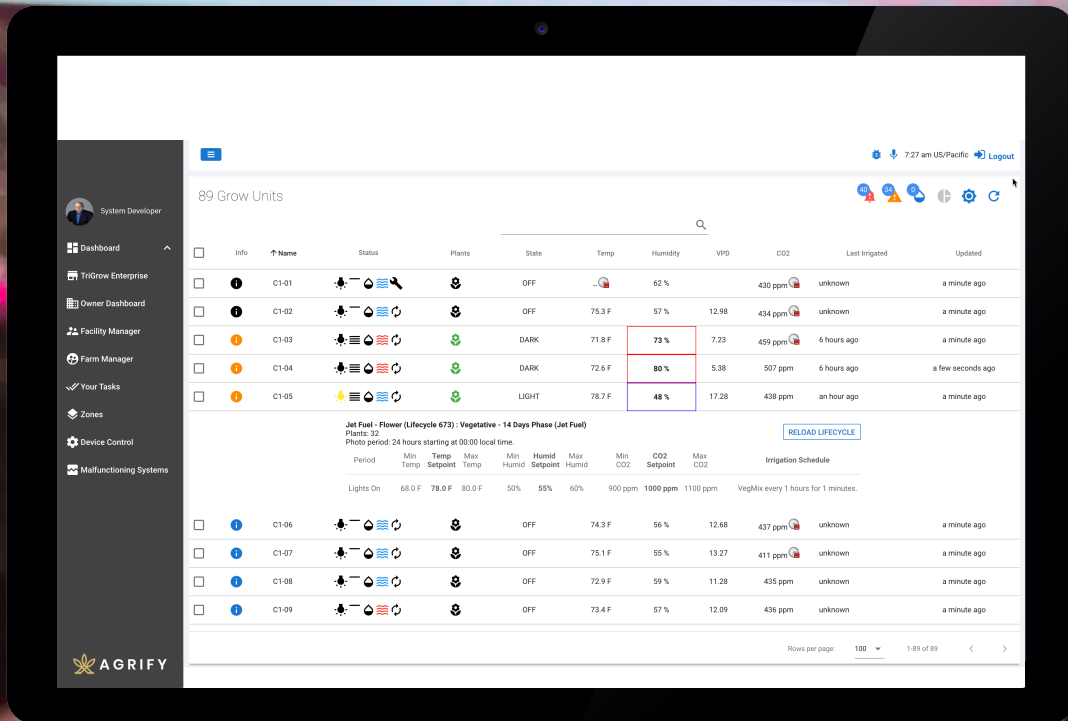 7:27 am US/Pacific Logout
System Developer
Dashboard
TriGrow Enterprise
Owner Dashboard
Facility Manager
Farm Manager
Your Tasks
Zones
Device Control
Malfunctioning Systems
AGRIFY
89 Grow Units
40 34 0
Info Name Status Plants State Temp Humidity VPD CO2 Last Irrigated Updated
C1-01 OFF - 62 % 430 ppm unknown a minute ago
C1-02 OFF 75.3 F 57 % 12.98 434 ppm unknown a minute ago
C1-03 DARK 71.8 F 73 % 7.23 459 ppm 6 hours ago a minute ago
C1-04 DARK 72.6 F 80 % 5.38 507 ppm 6 hours ago a few seconds ago
C1-05 LIGHT 78.7 F 48 % 17.28 438 ppm an hour ago a minute ago
Jet Fuel - Flower (Lifecycle 673) : Vegetative - 14 Days Phase (Jet Fuel)
Plants: 32
Photo period: 24 hours starting at 00:00 local time.
RELOAD LIFECYCLE
Period Min Temp Temp Setpoint Max Temp Min Humid Humid Setpoint Max Humid Min CO2 CO2 Setpoint Max CO2 Irrigation Schedule
Lights On 68.0 F 78.0 F 80.0 F 50% 55% 60% 900 ppm 1000 ppm 1100 ppm VegMix every 1 hours for 1 minutes.
C1-06 OFF 74.3 F 56 % 12.68 437 ppm unknown a minute ago
C1-07 OFF 75.1 F 55 % 13.27 411 ppm unknown a minute ago
C1-08 OFF 72.9 F 59 % 11.28 435 ppm unknown a minute ago
C1-09 OFF 73.4 F 57 % 12.09 436 ppm unknown a minute ago
Rows per page: 100 1-89 of 89